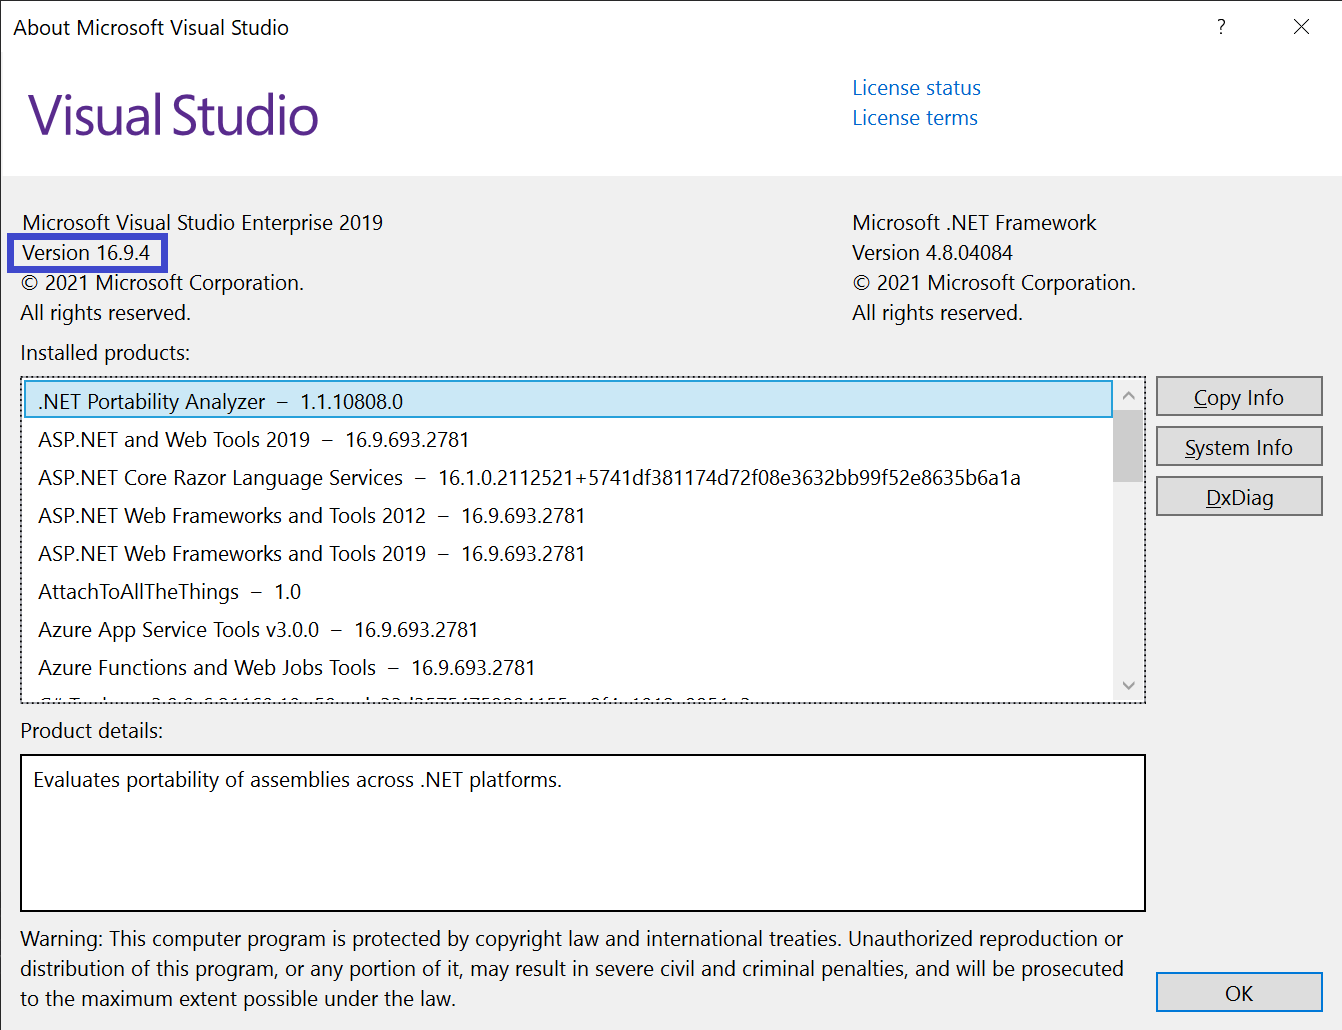 About Microsoft Visual Studio
?
Visual Studio
License status
License terms
Microsoft Visual Studio Enterprise 2019
Version 16.9.4
© 2021 Microsoft Corporation.
All rights reserved.
Microsoft .NET Framework
Version 4.8.04084
© 2021 Microsoft Corporation.
All rights reserved.
Installed products:
.NET Portability Analyzer – 1.1.10808.0
ASP.NET and Web Tools 2019 – 16.9.693.2781
ASP.NET Core Razor Language Services – 16.1.0.2112521+5741df381174d72f08e3632bb99f52e8635b6a1a
ASP.NET Web Frameworks and Tools 2012 – 16.9.693.2781
ASP.NET Web Frameworks and Tools 2019 – 16.9.693.2781
AttachToAllTheThings – 1.0
Azure App Service Tools v3.0.0 – 16.9.693.2781
Azure Functions and Web Jobs Tools – 16.9.693.2781
Copy Info
System Info
DxDiag
Product details:
Evaluates portability of assemblies across .NET platforms.
Warning: This computer program is protected by copyright law and international treaties. Unauthorized reproduction or
distribution of this program, or any portion of it, may result in severe civil and criminal penalties, and will be prosecuted
to the maximum extent possible under the law.
OK